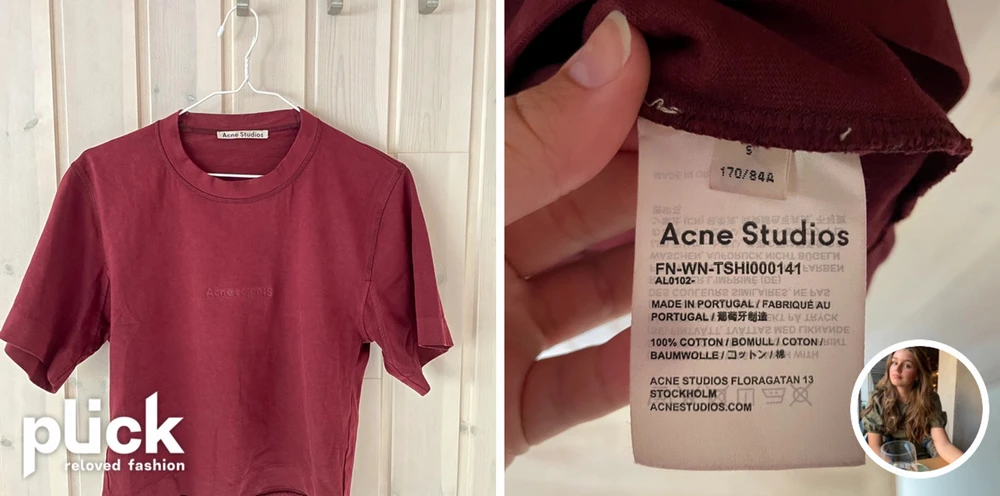 Acne Studios
plick
reloved fashion
S
170/84A
Acne Studios
FN-WN-TSHI000141
AL0102-
MADE IN PORTUGAL / FABRIQUÉ AU
PORTUGAL / 葡萄牙制造
100% COTTON / BOMULL / COTON /
BAUMWOLLE / コットン / 棉
ACNE STUDIOS FLORAGATAN 13
STOCKHOLM
ACNESTUDIOS.COM